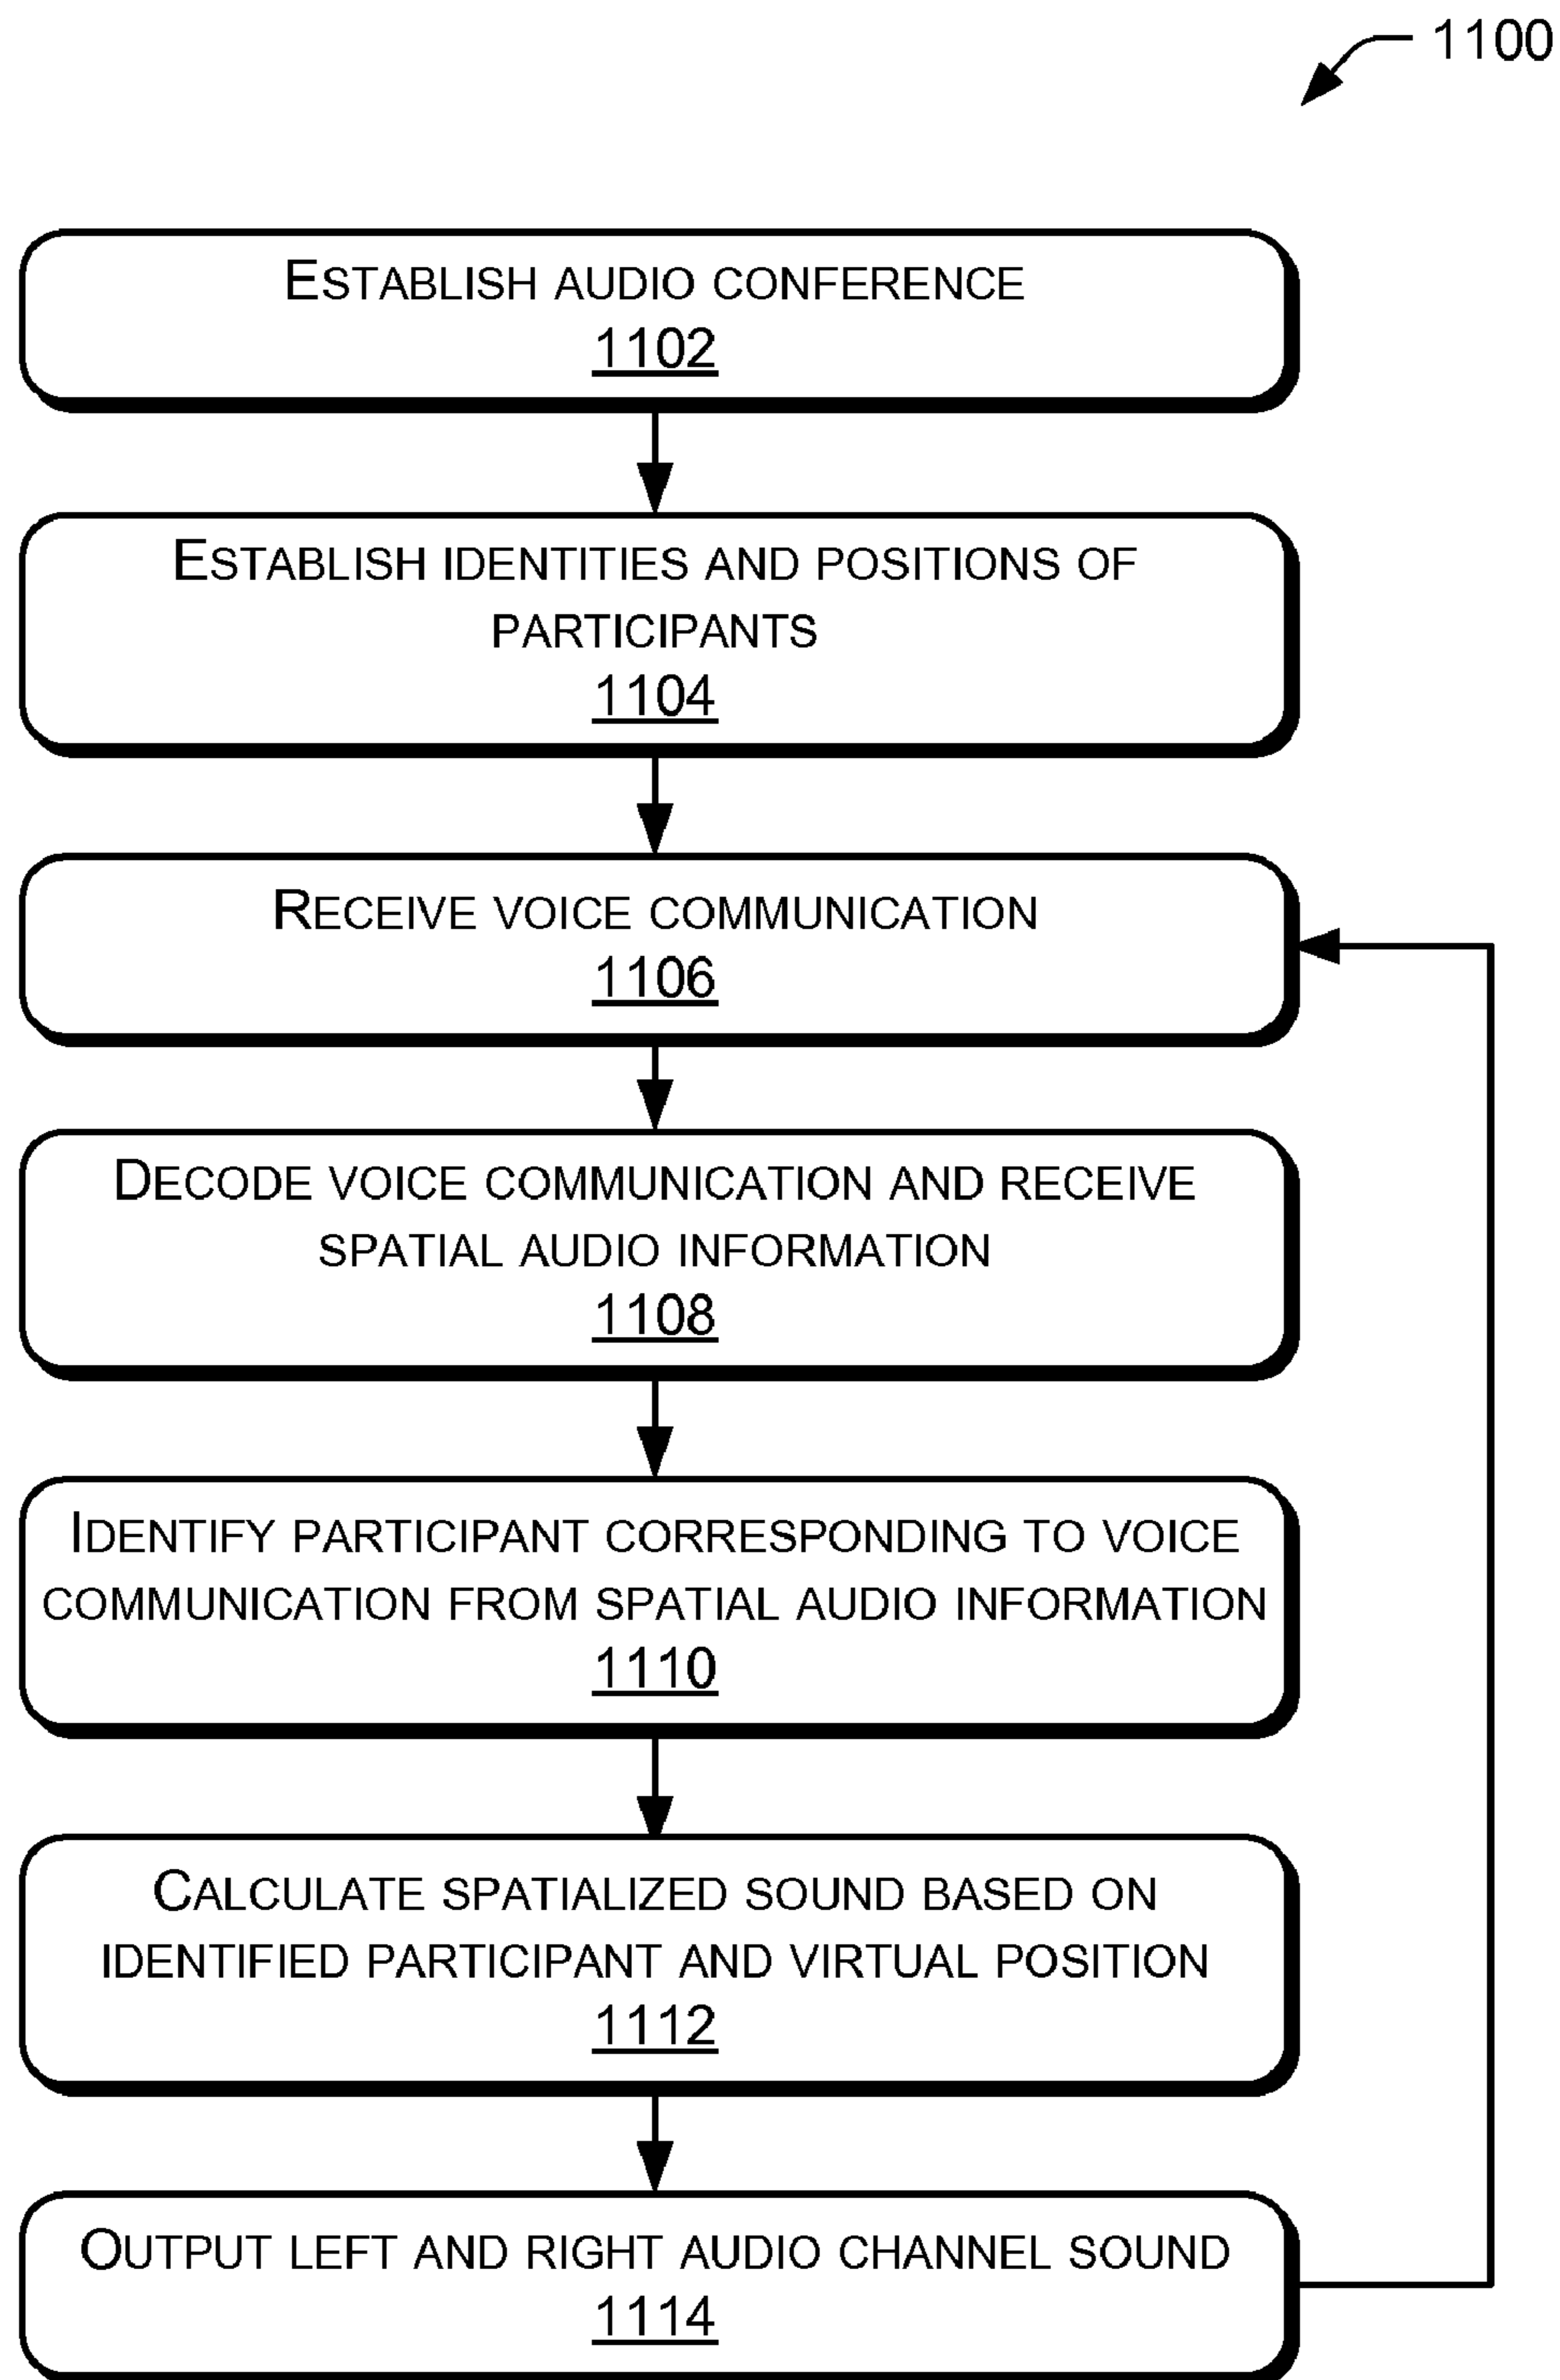 1100
ESTABLISH AUDIO CONFERENCE
1102
ESTABLISH IDENTITIES AND POSITIONS OF
PARTICIPANTS
1104
RECEIVE VOICE COMMUNICATION
1106
DECODE VOICE COMMUNICATION AND RECEIVE
SPATIAL AUDIO INFORMATION
1108
IDENTIFY PARTICIPANT CORRESPONDING TO VOICE
COMMUNICATION FROM SPATIAL AUDIO INFORMATION
1110
CALCULATE SPATIALIZED SOUND BASED ON
IDENTIFIED PARTICIPANT AND VIRTUAL POSITION
1112
OUTPUT LEFT AND RIGHT AUDIO CHANNEL SOUND
1114